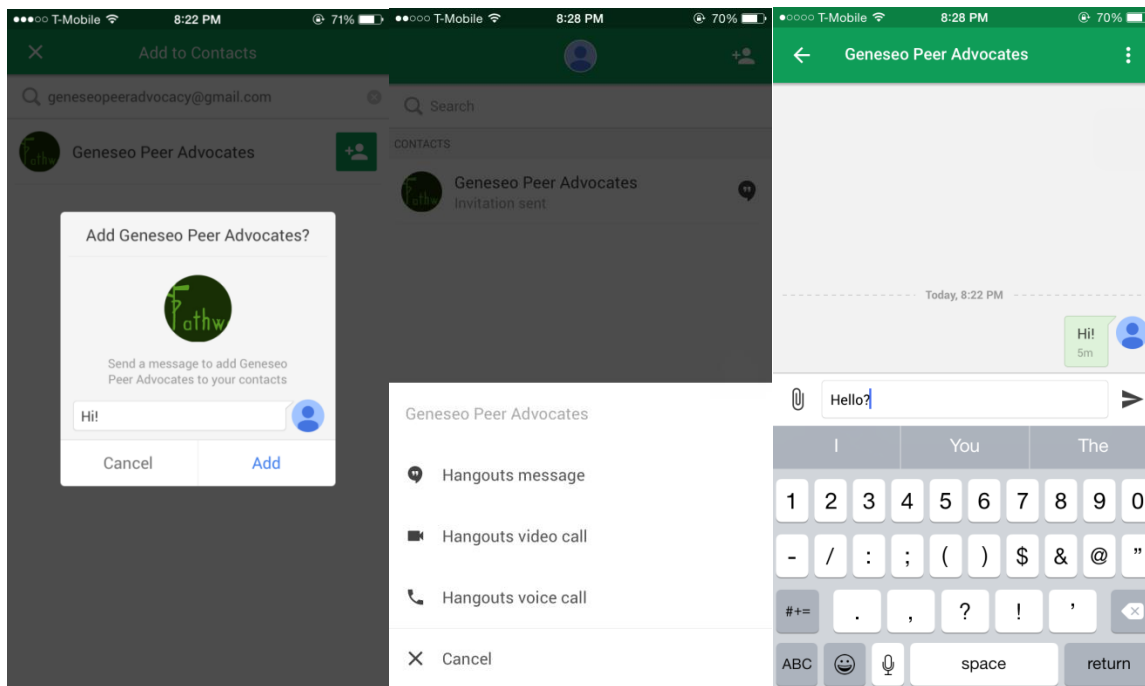 T-Mobile 8:22 PM 71%
Add to Contacts
geneseopeeradvocacy@gmail.com
Geneseo Peer Advocates
Add Geneseo Peer Advocates?
Pathw
Send a message to add Geneseo
Peer Advocates to your contacts
Hi!
Cancel Add
T-Mobile 8:28 PM 70%
Search
CONTACTS
Geneseo Peer Advocates
Invitation sent
Geneseo Peer Advocates
Hangouts message
Hangouts video call
Hangouts voice call
Cancel
T-Mobile 8:28 PM 70%
Geneseo Peer Advocates
Today, 8:22 PM
Hi!
5m
Hello?
I You The
1 2 3 4 5 6 7 8 9 0
- / : ; ( ) $ & @ ”
#+= . , ? ! ’
ABC space return